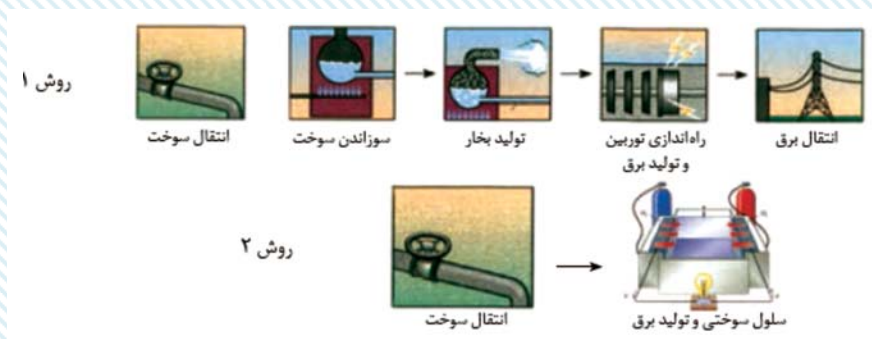 روش ۱
انتقال سوخت
سوزاندن سوخت
تولید بخار
راه‌اندازی توربین
و تولید برق
انتقال برق
روش ۲
انتقال سوخت
سلول سوختی و تولید برق